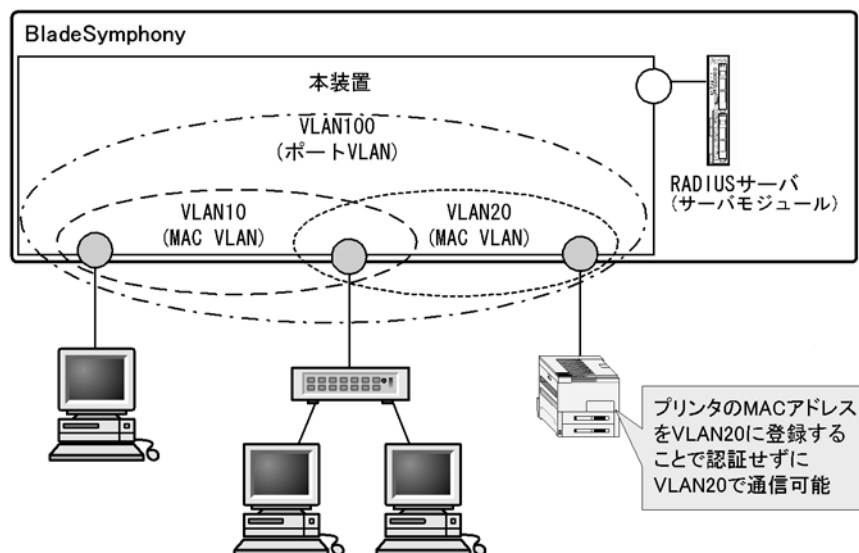 BladeSymphony
本装置
VLAN100
(ポートVLAN)
RADIUSサーバ
(サーバモジュール)
VLAN10
(MAC VLAN)
VLAN20
(MAC VLAN)
プリンタのMACアドレス
をVLAN20に登録する
ことで認証せずに
VLAN20で通信可能